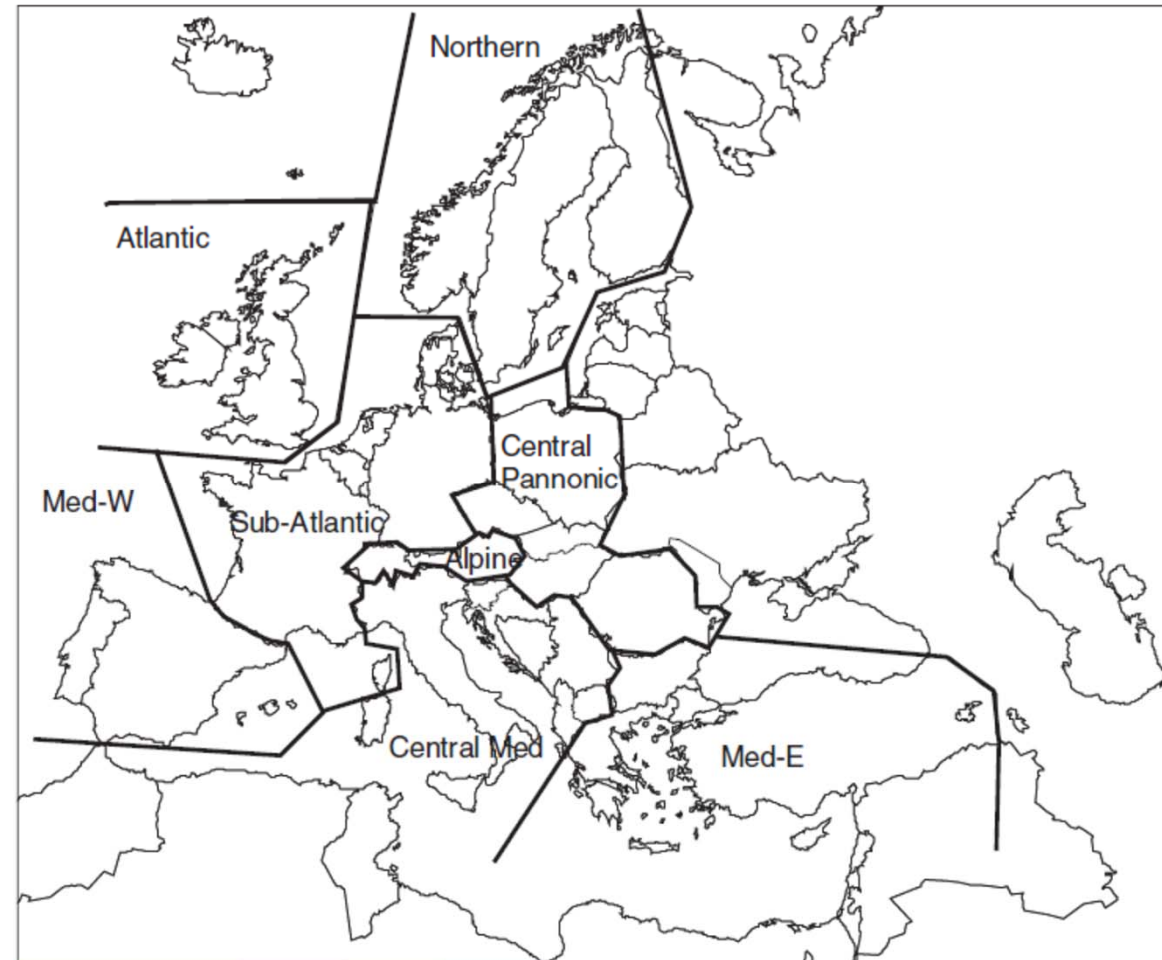 Northern
Atlantic
Central
Pannonic
Med-W
Sub-Atlantic
Alpine
Central Med
Med-E